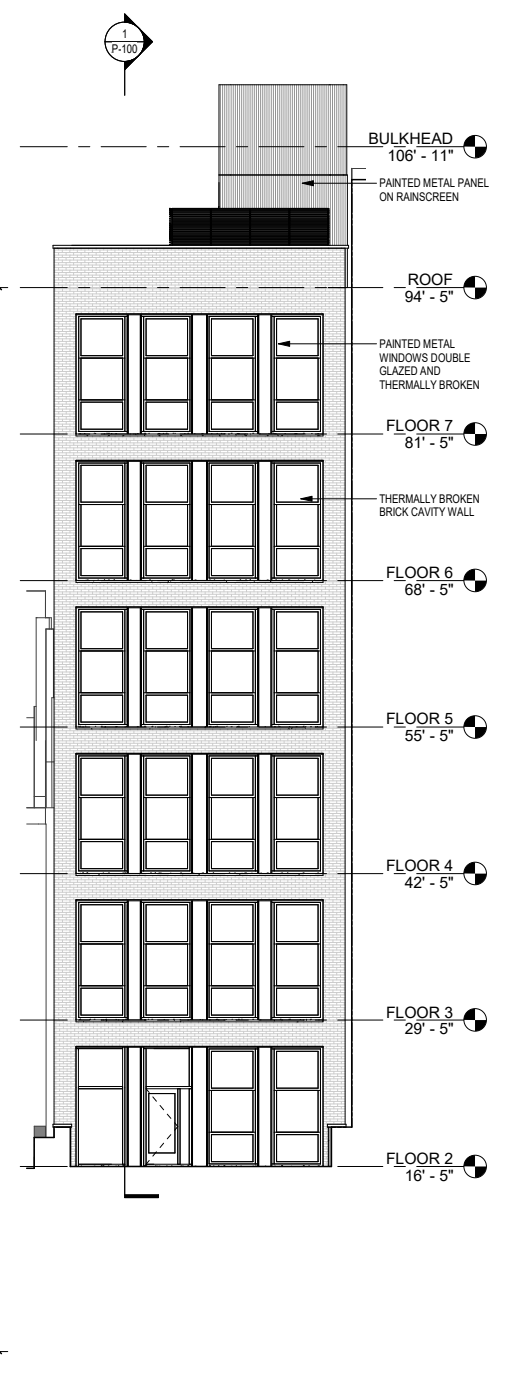 1
P-100
BULKHEAD
106' - 11"
PAINTED METAL PANEL
ON RAINSCREEN
ROOF
94' - 5"
PAINTED METAL
WINDOWS DOUBLE
GLAZED AND
THERMALLY BROKEN
FLOOR 7
81' - 5"
THERMALLY BROKEN
BRICK CAVITY WALL
FLOOR 6
68' - 5"
FLOOR 5
55' - 5"
FLOOR 4
42' - 5"
FLOOR 3
29' - 5"
FLOOR 2
16' - 5"